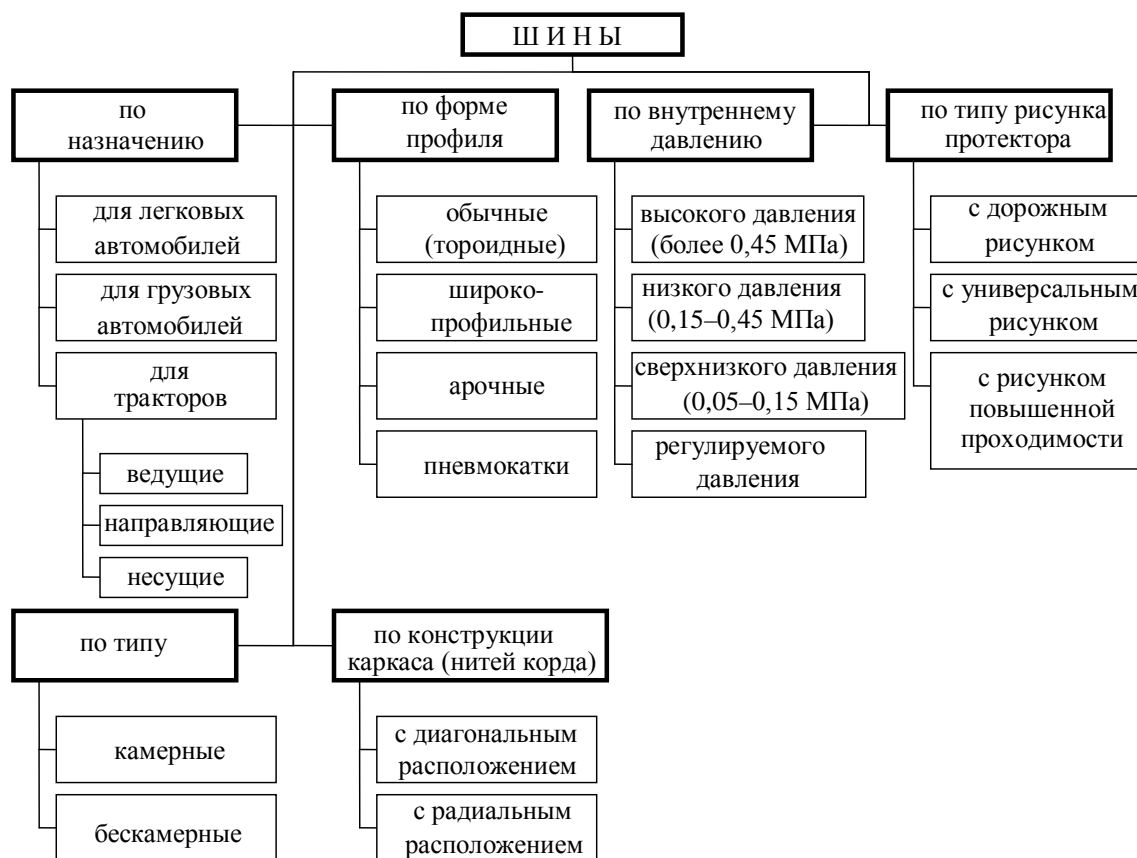 Ш И Н Ы
по
назначению
для легковых
автомобилей
для грузовых
автомобилей
для
тракторов
ведущие
направляющие
несущие
по форме
профиля
обычные
(тороидные)
широко-
профильные
арочные
пневмокатки
по внутреннему
давлению
высокого давления
(более 0,45 МПа)
низкого давления
(0,15–0,45 МПа)
сверхнизкого давления
(0,05–0,15 МПа)
регулируемого
давления
по типу рисунка
протектора
с дорожным
рисунком
с универсальным
рисунком
с рисунком
повышенной
проходимости
по типу
камерные
бескамерные
по конструкции
каркаса (нитей корда)
с диагональным
расположением
с радиальным
расположением